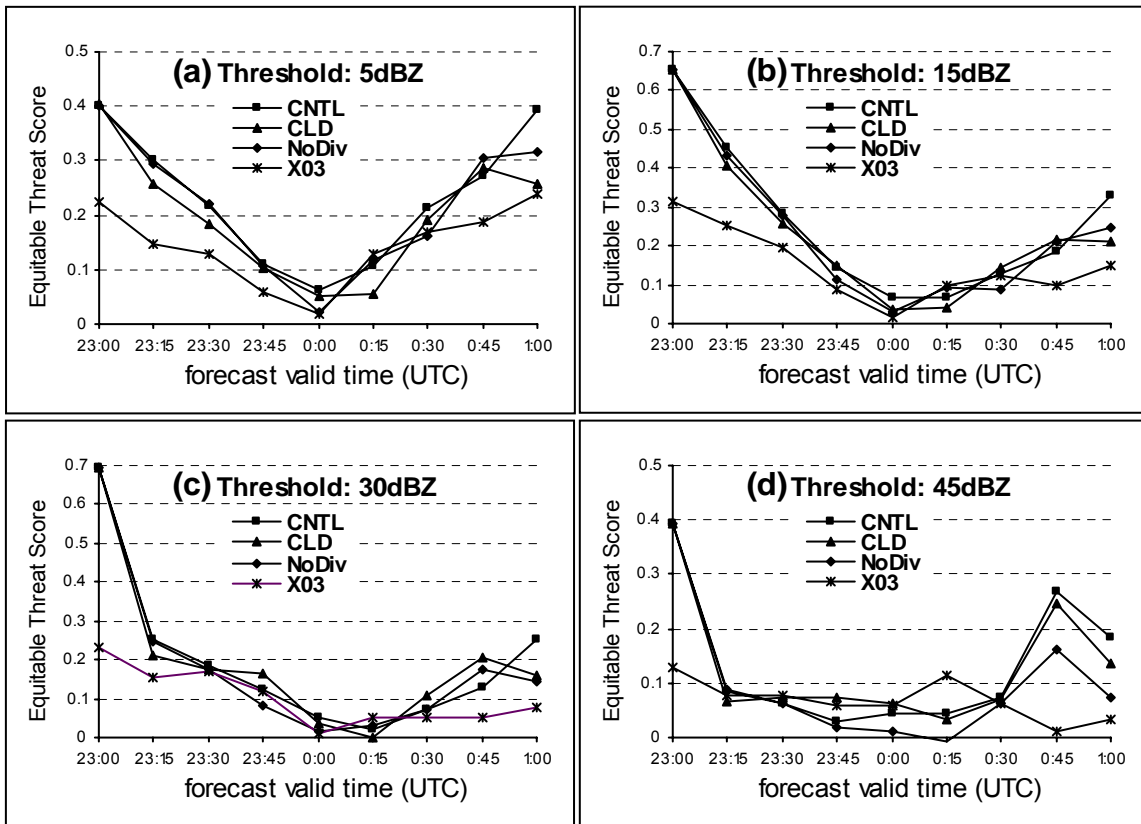 (a) Threshold: 5dBZ
Equitable Threat Score
0.5
0.4
0.3
0.2
0.1
0
CNTL
CLD
NoDiv
X03
23:00 23:15 23:30 23:45 0:00 0:15 0:30 0:45 1:00
forecast valid time (UTC)
(b) Threshold: 15dBZ
Equitable Threat Score
0.7
0.6
0.5
0.4
0.3
0.2
0.1
0
CNTL
CLD
NoDiv
X03
23:00 23:15 23:30 23:45 0:00 0:15 0:30 0:45 1:00
forecast valid time (UTC)
(c) Threshold: 30dBZ
Equitable Threat Score
0.7
0.6
0.5
0.4
0.3
0.2
0.1
0
CNTL
CLD
NoDiv
X03
23:00 23:15 23:30 23:45 0:00 0:15 0:30 0:45 1:00
forecast valid time (UTC)
(d) Threshold: 45dBZ
Equitable Threat Score
0.5
0.4
0.3
0.2
0.1
0
CNTL
CLD
NoDiv
X03
23:00 23:15 23:30 23:45 0:00 0:15 0:30 0:45 1:00
forecast valid time (UTC)